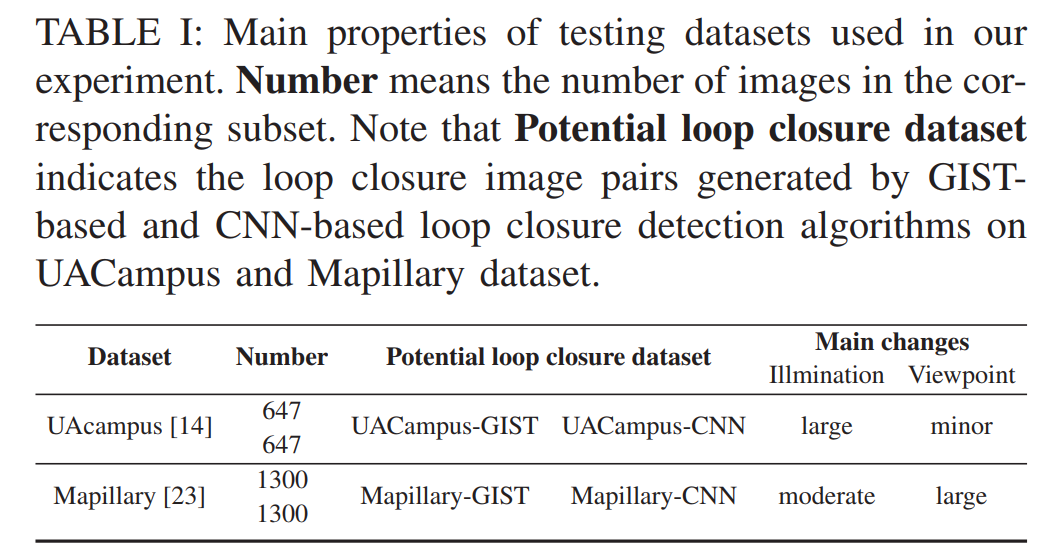 TABLE I: Main properties of testing datasets used in our
experiment. Number means the number of images in the cor-
responding subset. Note that Potential loop closure dataset
indicates the loop closure image pairs generated by GIST-
based and CNN-based loop closure detection algorithms on
UACampus and Mapillary dataset.
Dataset Number Potential loop closure dataset Main changes
Illmination Viewpoint
UAcampus [14] 647 647 UACampus-GIST UACampus-CNN large minor
Mapillary [23] 1300 1300 Mapillary-GIST Mapillary-CNN moderate large